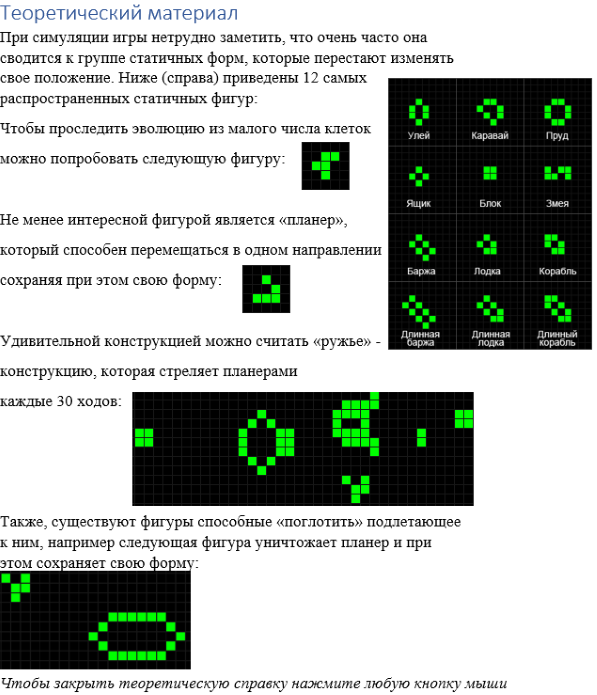 Теоретический материал
При симуляции игры нетрудно заметить, что очень часто она
сводится к группе статичных форм, которые перестают изменять
свое положение. Ниже (справа) приведены 12 самых
распространенных статичных фигур:
Чтобы проследить эволюцию из малого числа клеток
можно попробовать следующую фигуру:
Улей
Каравай
Пруд
Ящик
Блок
Змея
Баржа
Лодка
Корабль
Длинная
баржа
Длинная
лодка
Длинный
корабль
Не менее интересной фигурой является «планер»,
который способен перемещаться в одном направлении
сохраняя при этом свою форму:
Удивительной конструкцией можно считать «ружье» -
конструкцию, которая стреляет планерами
каждые 30 ходов:
Также, существуют фигуры способные «поглотить» подлетающее
к ним, например следующая фигура уничтожает планер и при
этом сохраняет свою форму:
Чтобы закрыть теоретическую справку нажмите любую кнопку мыши